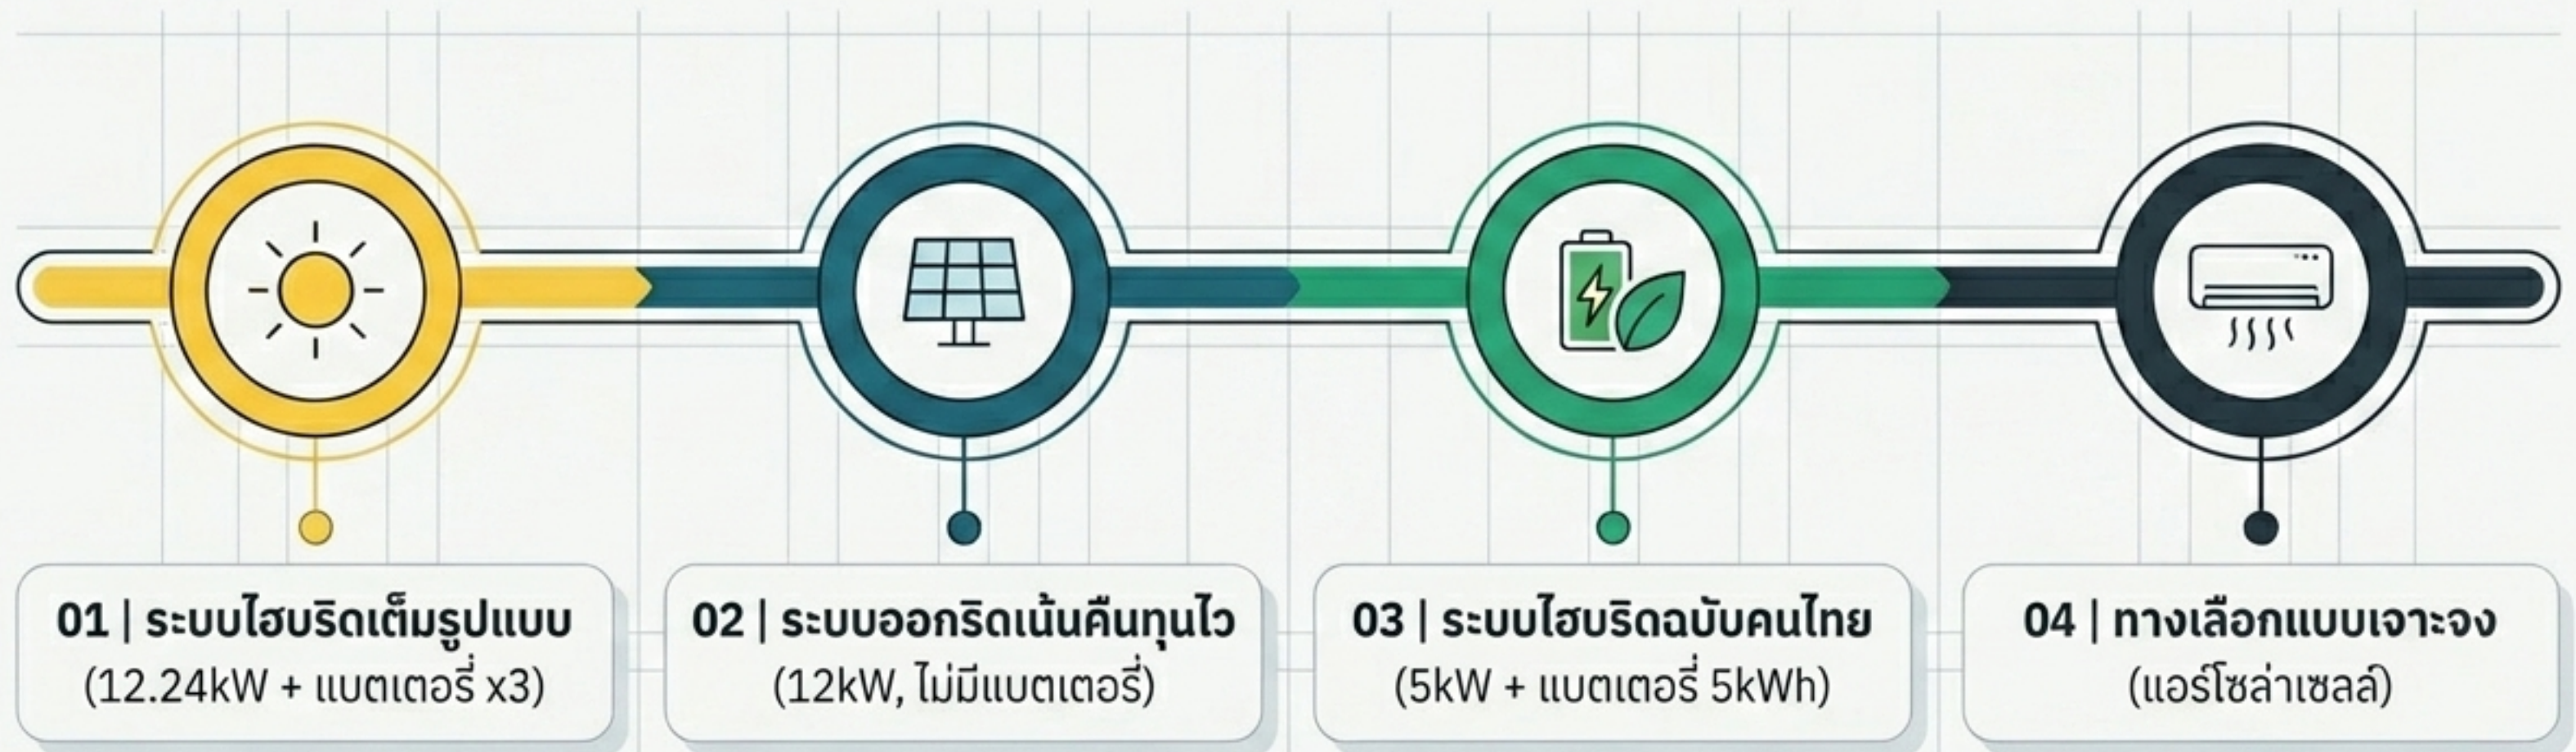 01 | ระบบไฮบริดเต็มรูปแบบ
(12.24kW + แบตเตอรี่ x3)
02 | ระบบออกริดเน้นคืนทุนไว
(12kW, ไม่มีแบตเตอรี่)
03 | ระบบไฮบริดฉบับคนไทย
(5kW + แบตเตอรี่ 5kWh)
04 | ทางเลือกแบบเจาะจง
(แอร์โซล่าเซลล์)